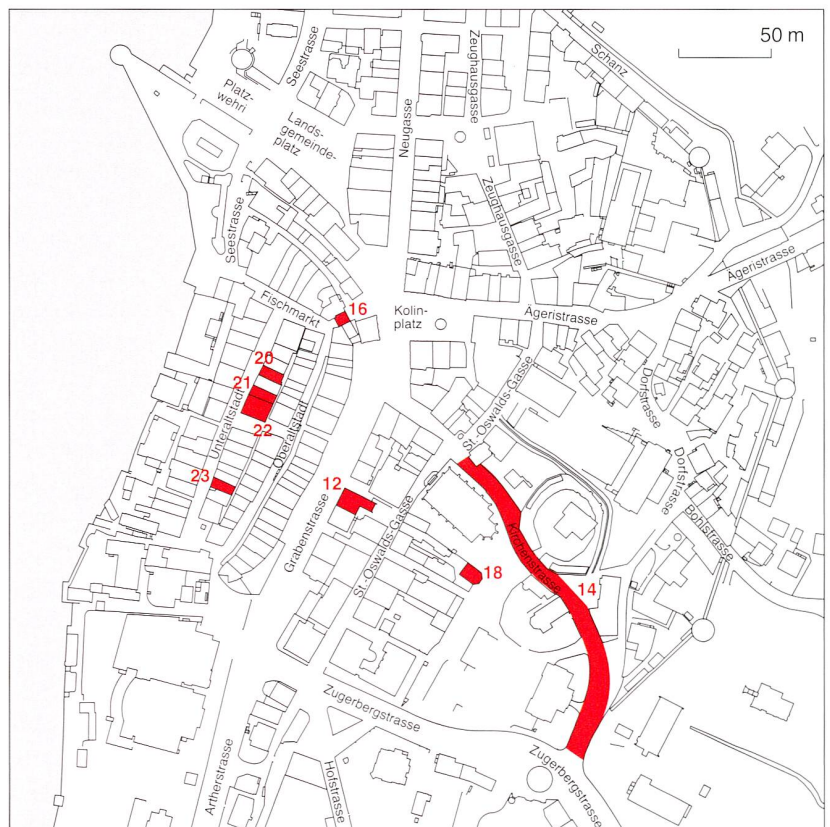 50 m
Seestrasse
Platz-
wehri
Lands-
gemeinde-
platz
Neugasse
Zeughausgasse
Schanz
Zeughausgasse
Seestrasse
Ägeristrasse
Fischmarkt
16
Kolin-
platz
Ägeristrasse
20
21
22
Unteraltstadt
Oberaltstadt
St.-Oswalds-Gasse
Dorfstrasse
Dorfstrasse
Bohlstrasse
23
12
Grabenstrasse
St.-Oswalds-Gasse
Kirchenstrasse
18
14
Zugerbergstrasse
Zugerbergstrasse
Artherstrasse
Hofstrasse